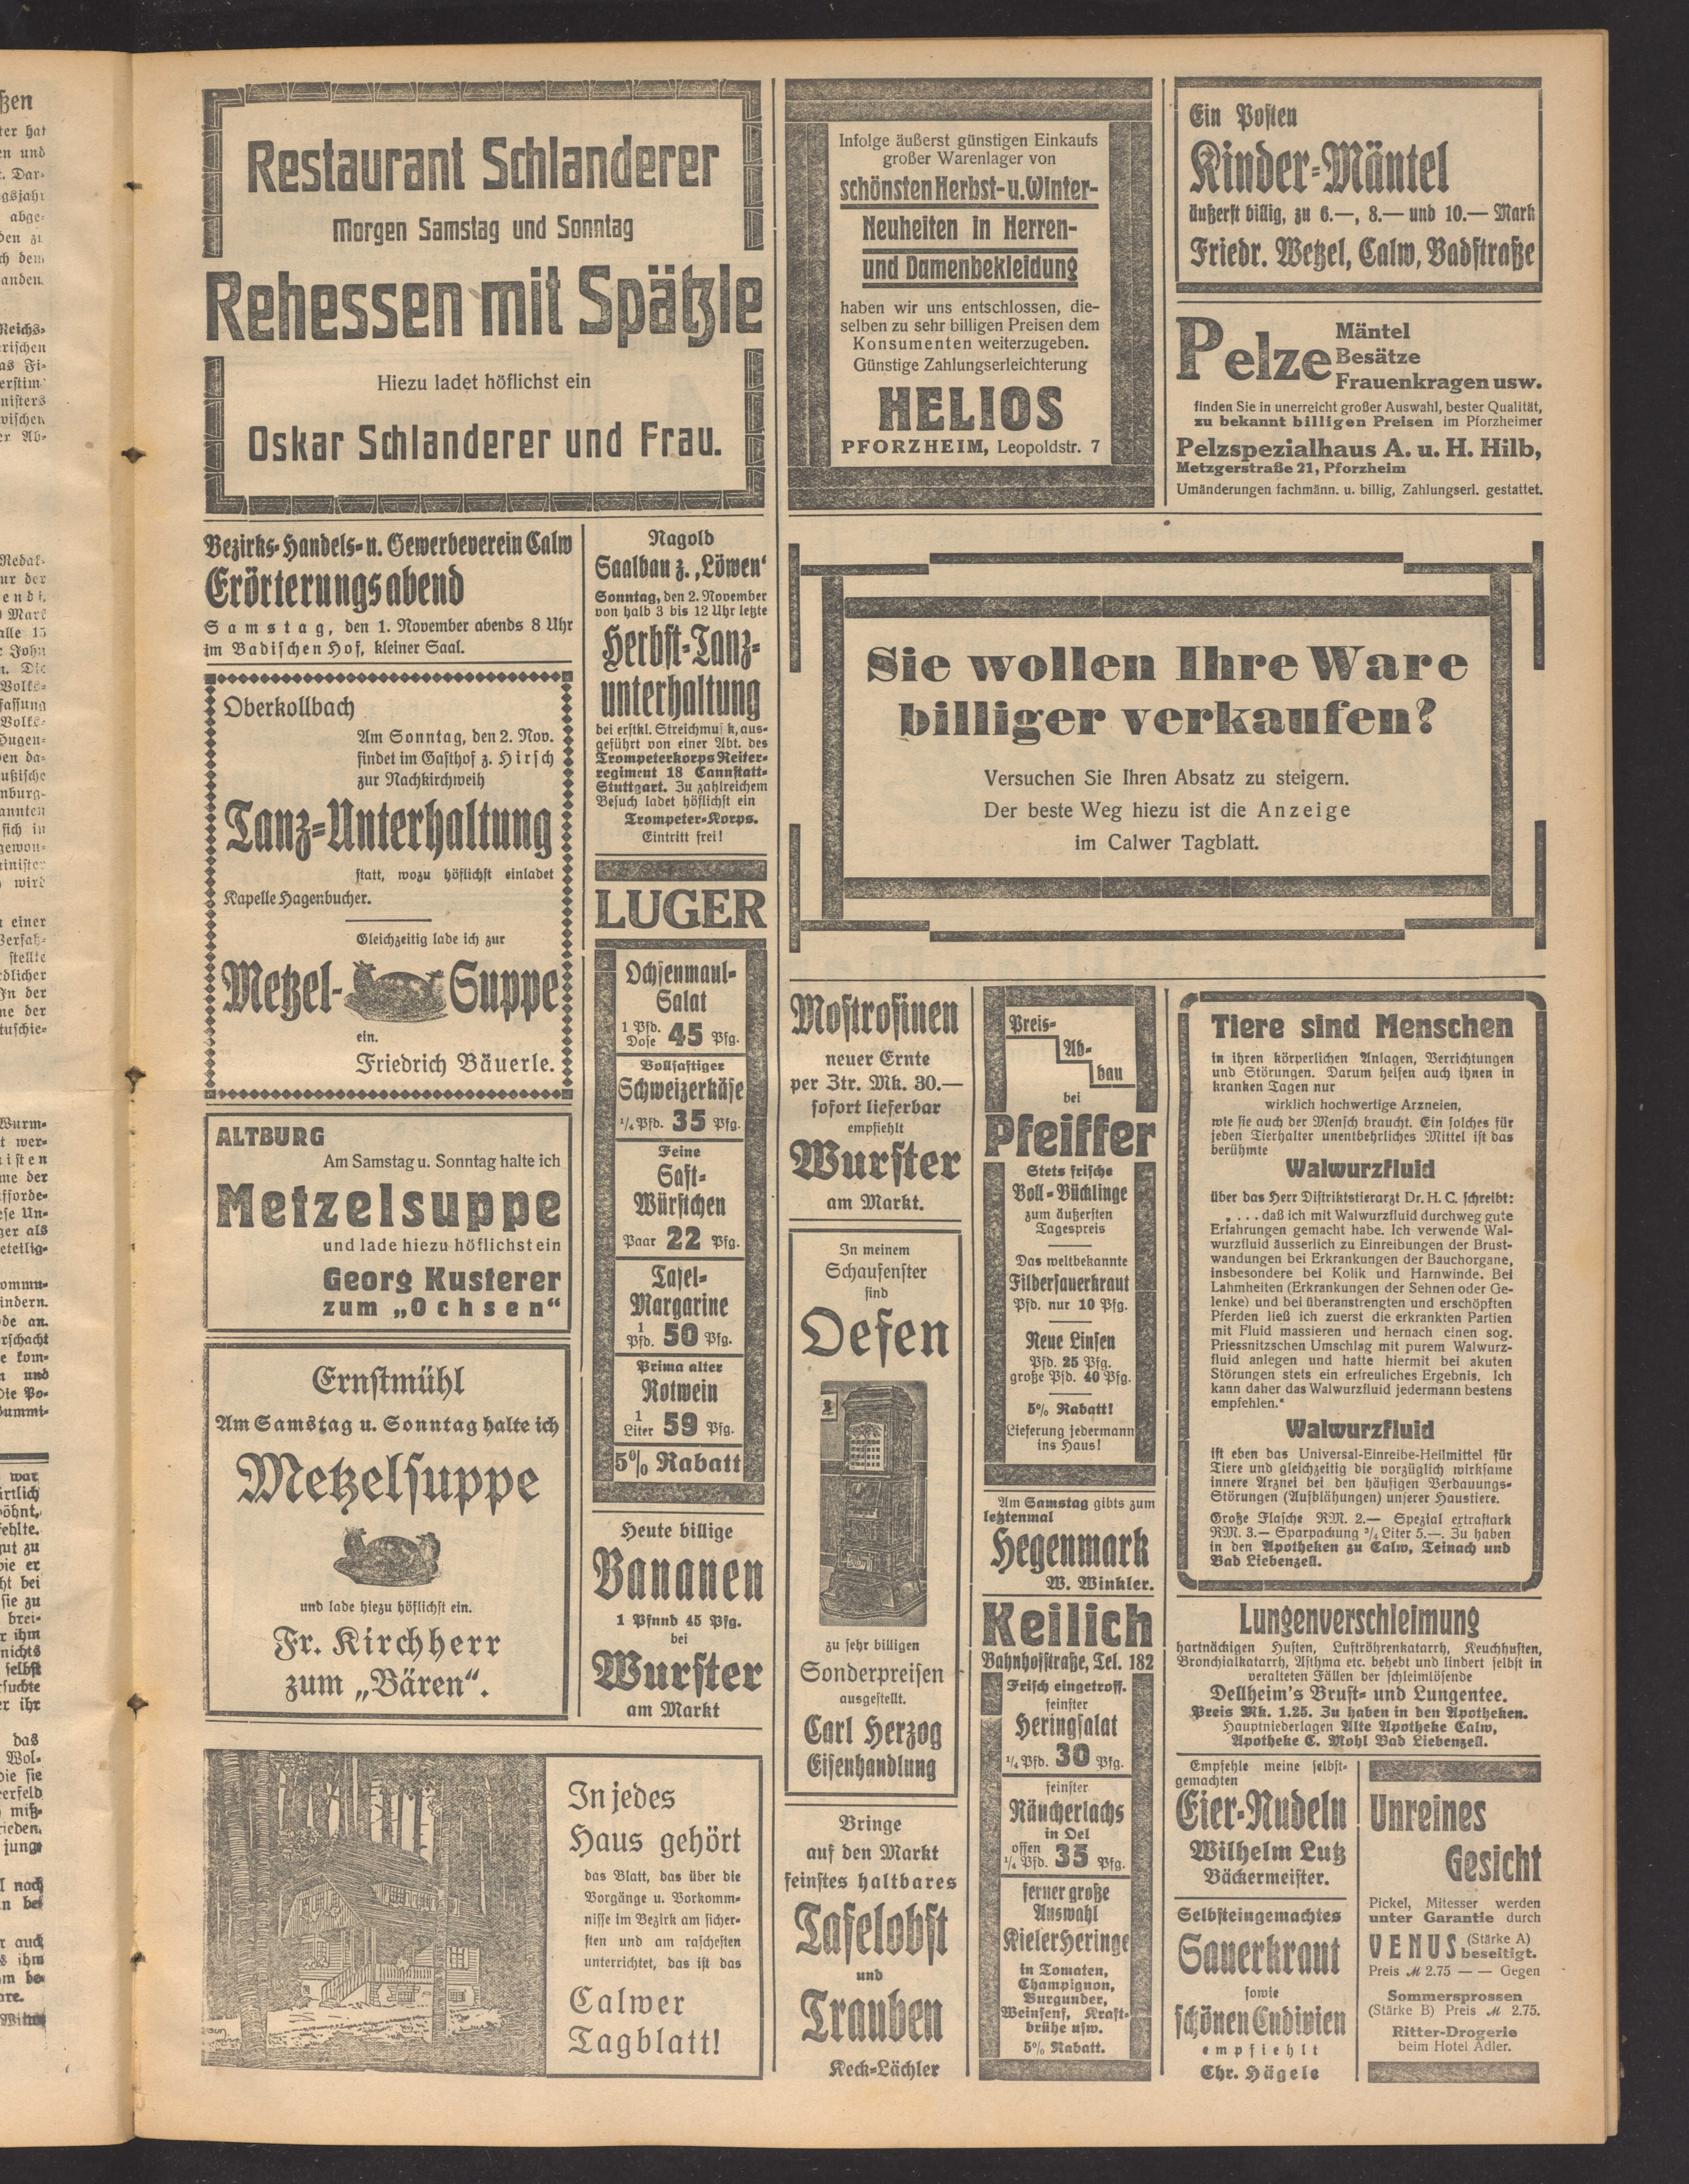 Restaurant Schlanderer
Morgen Samstag und Sonntag
Rehessen mit Spätzle
Hiezu ladet höflichst ein
Oskar Schlanderer und Frau.
Bezirks-Handels- u. Gewerbeverein Calw
Erörterungsabend
Samstag, den 1. November abends 8 Uhr
im Badischen Hof, kleiner Saal.
Oberkollbach
Am Sonntag, den 2. Nov.
findet im Gasthof z. Hirsch
zur Nachkirchweih
Tanz-Unterhaltung
statt, wozu höflichst einladet
Kapelle Hagenbucher.
Gleichzeitig lade ich zur
Metzel-Suppe
ein.
Friedrich Bäuerle.
ALTBURG
Am Samstag u. Sonntag halte ich
Metzelsuppe
und lade hiezu höflichst ein
Georg Kusterer
zum „Ochsen“
Ernstmühl
Am Samstag u. Sonntag halte ich
Metzelsuppe
und lade hiezu höflichst ein.
Fr. Kirchherr
zum „Bären“.
Nagold
Saalbau z. ‚Löwen‘
Sonntag, den 2. November
von halb 3 bis 12 Uhr letzte
Herbst-Tanz-
unterhaltung
bei erstkl. Streichmusik, aus-
geführt von einer Abt. des
Trompeterkorps Reiter-
regiment 18 Cannstatt-
Stuttgart. Zu zahlreichem
Besuch ladet höflichst ein
Trompeter-Korps.
Eintritt frei!
LUGER
Ochsenmaul-
Salat
1 Pfd. Dose 45 Pfg.
Vollsaftiger
Schweizerkäse
1/4 Pfd. 35 Pfg.
Feine
Saft-
Würstchen
Paar 22 Pfg.
Tafel-
Margarine
1 Pfd. 50 Pfg.
Prima alter
Rotwein
1 Liter 59 Pfg.
5% Rabatt
Heute billige
Bananen
1 Pfund 45 Pfg.
bei
Wurster
am Markt
In jedes
Haus gehört
das Blatt, das über die
Vorgänge u. Vorkomm-
nisse im Bezirk am sicher-
sten und am raschesten
unterrichtet, das ist das
Calwer
Tagblatt!
Infolge äußerst günstigen Einkaufs
großer Warenlager von
schönsten Herbst- u. Winter-
Neuheiten in Herren-
und Damenbekleidung
haben wir uns entschlossen, die-
selben zu sehr billigen Preisen dem
Konsumenten weiterzugeben.
Günstige Zahlungserleichterung
HELIOS
PFORZHEIM, Leopoldstr. 7
Ein Posten
Kinder-Mäntel
äußerst billig, zu 6.—, 8.— und 10.— Mark
Friedr. Wetzel, Calw, Badstraße
Pelze
Mäntel
Besätze
Frauenkragen usw.
finden Sie in unerreicht großer Auswahl, bester Qualität,
zu bekannt billigen Preisen im Pforzheimer
Pelzspezialhaus A. u. H. Hilb,
Metzgerstraße 21, Pforzheim
Umänderungen fachmänn. u. billig, Zahlungserl. gestattet.
Sie wollen Ihre Ware
billiger verkaufen?
Versuchen Sie Ihren Absatz zu steigern.
Der beste Weg hiezu ist die Anzeige
im Calwer Tagblatt.
Mostrosinen
neuer Ernte
per Ztr. Mk. 30.—
sofort lieferbar
empfiehlt
Wurster
am Markt.
In meinem
Schaufenster
sind
Oefen
zu sehr billigen
Sonderpreisen
ausgestellt.
Carl Herzog
Eisenhandlung
Bringe
auf den Markt
feinstes haltbares
Tafelobst
und
Trauben
Keck-Lächler
Preis-
Ab-
bau
bei
Pfeiffer
Stets frische
Voll-Bücklinge
zum äußersten
Tagespreis
Das weltbekannte
Fildersauerkraut
Pfd. nur 10 Pfg.
Neue Linsen
Pfd. 25 Pfg.
große Pfd. 40 Pfg.
5% Rabatt!
Lieferung jedermann
ins Haus!
Am Samstag gibts zum
letztenmal
Hegenmark
W. Winkler.
Keilich
Bahnhofstraße, Tel. 182
Frisch eingetroff.
feinster
Heringsalat
1/4 Pfd. 30 Pfg.
feinster
Räucherlachs
in Oel
offen
1/4 Pfd. 35 Pfg.
ferner große
Auswahl
Kieler Heringe
in Tomaten,
Champignon,
Burgunder,
Weinsenf, Kraft-
brühe usw.
5% Rabatt.
Tiere sind Menschen
in ihren körperlichen Anlagen, Verrichtungen
und Störungen. Darum helfen auch ihnen in
kranken Tagen nur
wirklich hochwertige Arzneien,
wie sie auch der Mensch braucht. Ein solches für
jeden Tierhalter unentbehrliches Mittel ist das
berühmte
Walwurzfluid
über das Herr Distriktstierarzt Dr. H. C. schreibt:
„ . . . . daß ich mit Walwurzfluid durchweg gute
Erfahrungen gemacht habe. Ich verwende Wal-
wurzfluid äusserlich zu Einreibungen der Brust-
wandungen bei Erkrankungen der Bauchorgane,
insbesondere bei Kolik und Harnwinde. Bei
Lahmheiten (Erkrankungen der Sehnen oder Ge-
lenke) und bei überanstrengten und erschöpften
Pferden ließ ich zuerst die erkrankten Partien
mit Fluid massieren und hernach einen sog.
Priessnitzschen Umschlag mit purem Walwurz-
fluid anlegen und hatte hiermit bei akuten
Störungen stets ein erfreuliches Ergebnis. Ich
kann daher das Walwurzfluid jedermann bestens
empfehlen.“
Walwurzfluid
ist eben das Universal-Einreibe-Heilmittel für
Tiere und gleichzeitig die vorzüglich wirksame
innere Arznei bei den häufigen Verdauungs-
Störungen (Aufblähungen) unserer Haustiere.
Große Flasche RM. 2.— Spezial extrastark
RM. 3.— Sparpackung 3/4 Liter 5.—. Zu haben
in den Apotheken zu Calw, Teinach und
Bad Liebenzell.
Lungenverschleimung
hartnäckigen Husten, Luftröhrenkatarrh, Keuchhusten,
Bronchialkatarrh, Asthma etc. behebt und lindert selbst in
veralteten Fällen der schleimlösende
Dellheim's Brust- und Lungentee.
Preis Mk. 1.25. Zu haben in den Apotheken.
Hauptniederlagen Alte Apotheke Calw,
Apotheke C. Mohl Bad Liebenzell.
Empfehle meine selbst-
gemachten
Eier-Nudeln
Wilhelm Lutz
Bäckermeister.
Selbsteingemachtes
Sauerkraut
sowie
schönen Endivien
empfiehlt
Chr. Hägele
Unreines
Gesicht
Pickel, Mitesser werden
unter Garantie durch
VENUS (Stärke A) beseitigt.
Preis ℳ 2.75 — — Gegen
Sommersprossen
(Stärke B) Preis ℳ 2.75.
Ritter-Drogerie
beim Hotel Adler.